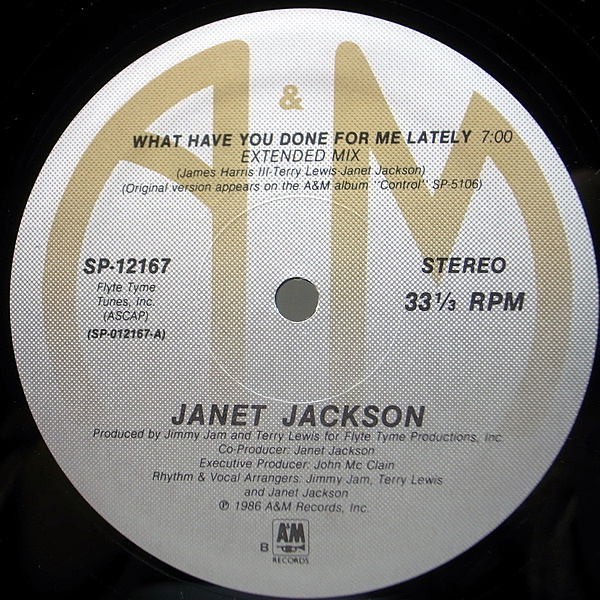 &
WHAT HAVE YOU DONE FOR ME LATELY 7:00
EXTENDED MIX
(James Harris III-Terry Lewis-Janet Jackson)
(Original version appears on the A&M album "Control" SP-5106)
SP-12167
Flyte Tyme
Tunes, Inc.
(ASCAP)
(SP-012167-A)
STEREO
33⅓ RPM
JANET JACKSON
Produced by Jimmy Jam and Terry Lewis for Flyte Tyme Productions, Inc.
Co-Producer: Janet Jackson
Executive Producer: John Mc Clain
Rhythm & Vocal Arrangers: Jimmy Jam, Terry Lewis
and Janet Jackson
℗ 1986 A&M Records, Inc.
B
A&M
RECORDS